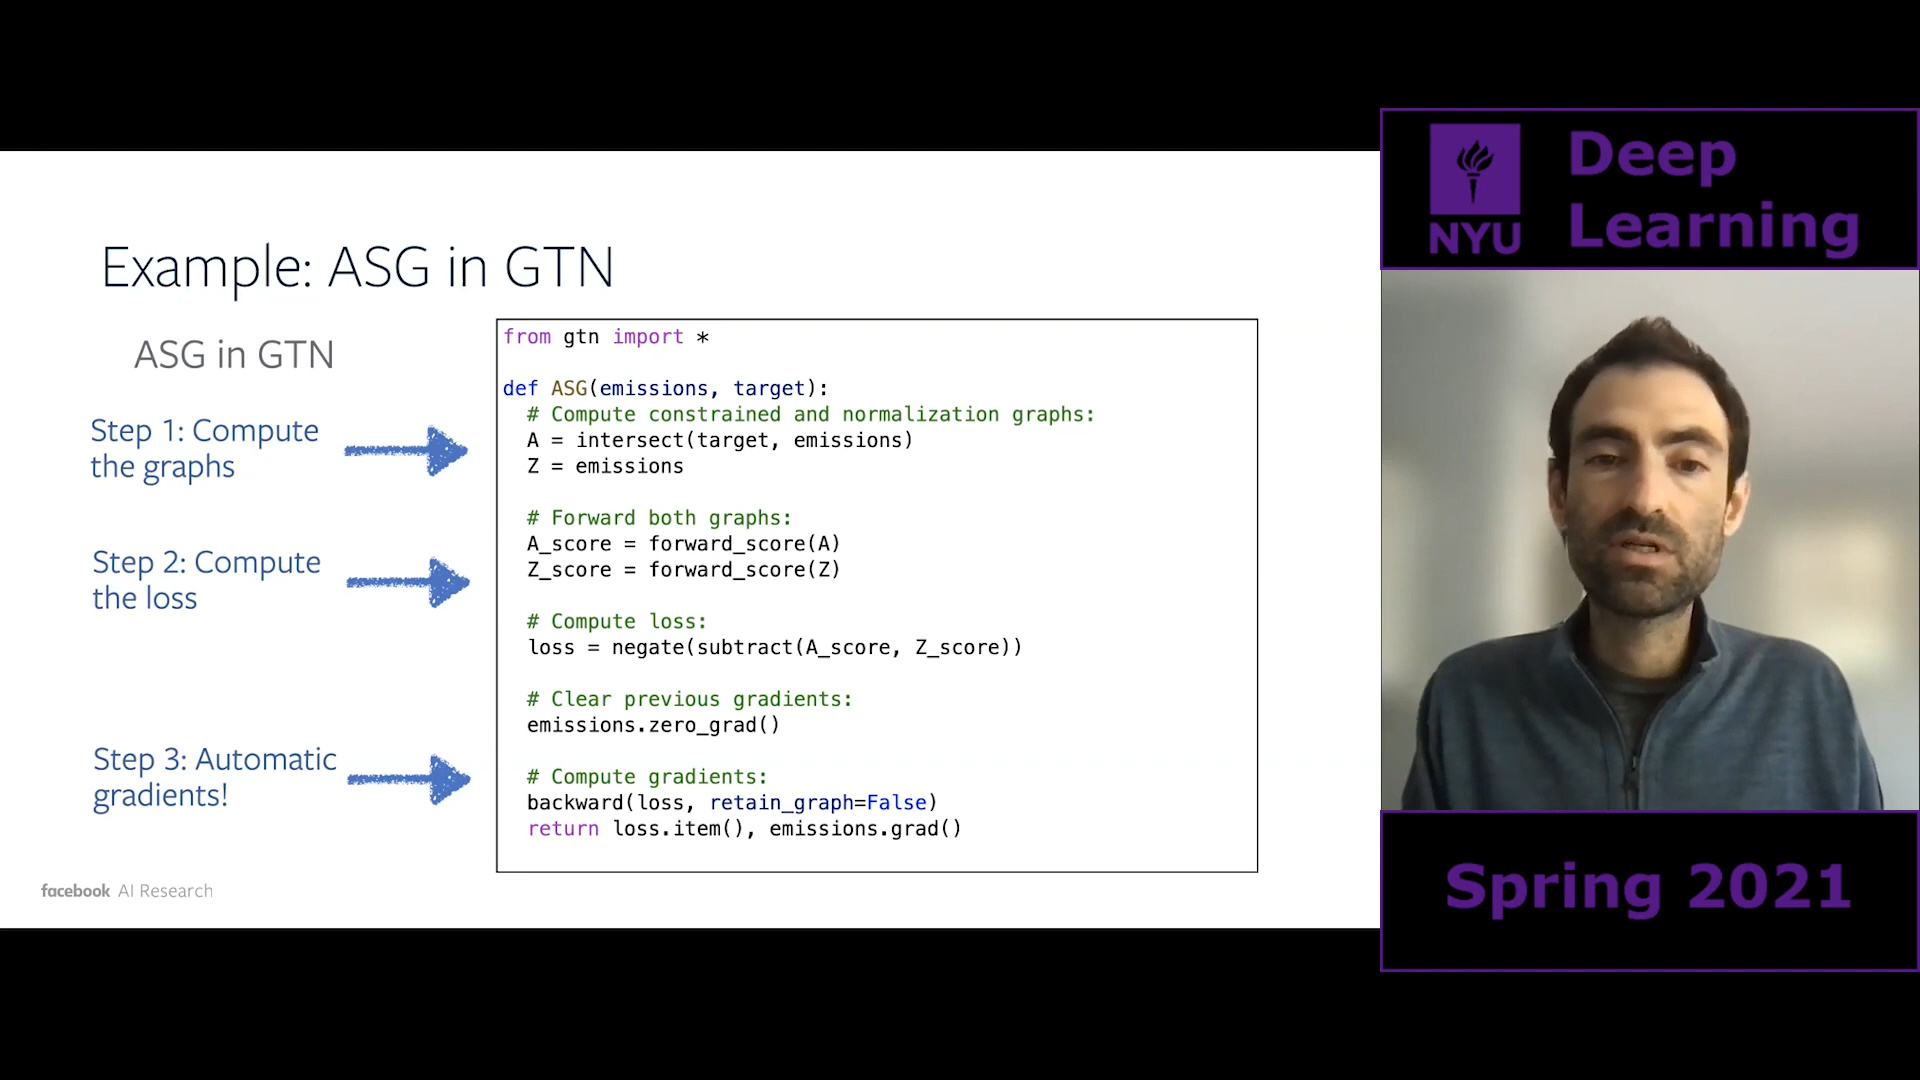 Example: ASG in GTN
ASG in GTN
Step 1: Compute
the graphs
Step 2: Compute
the loss
Step 3: Automatic
gradients!
from gtn import *
def ASG(emissions, target):
# Compute constrained and normalization graphs:
A = intersect(target, emissions)
Z = emissions
# Forward both graphs:
A_score = forward_score(A)
Z_score = forward_score(Z)
# Compute loss:
loss = negate(subtract(A_score, Z_score))
# Clear previous gradients:
emissions.zero_grad()
# Compute gradients:
backward(loss, retain_graph=False)
return loss.item(), emissions.grad()
facebook AI Research
NYU
Deep
Learning
Spring 2021